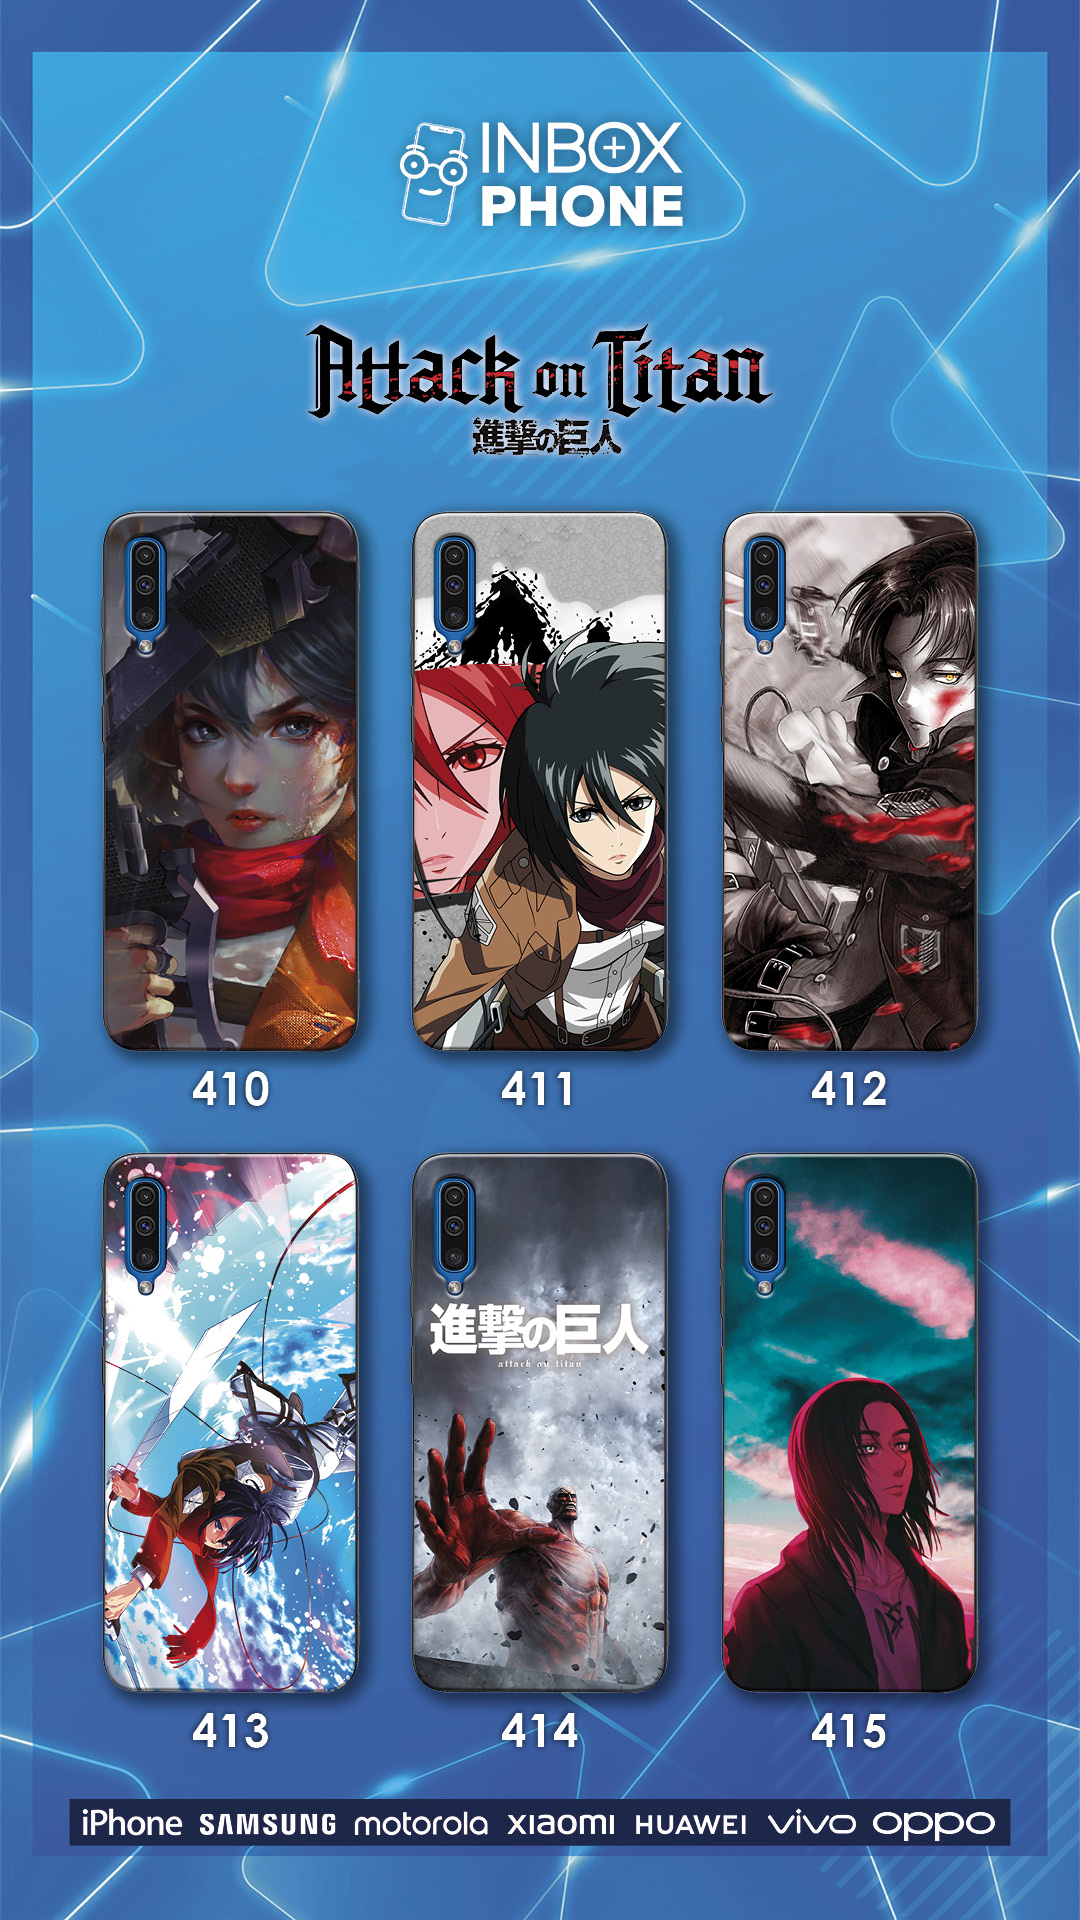 INBOX
PHONE
Attack on Titan
進撃の巨人
410
411
412
進撃の巨人
attack on titan
413
414
415
iPhone SAMSUNG motorola XIAOMI HUAWEI vivo oppo